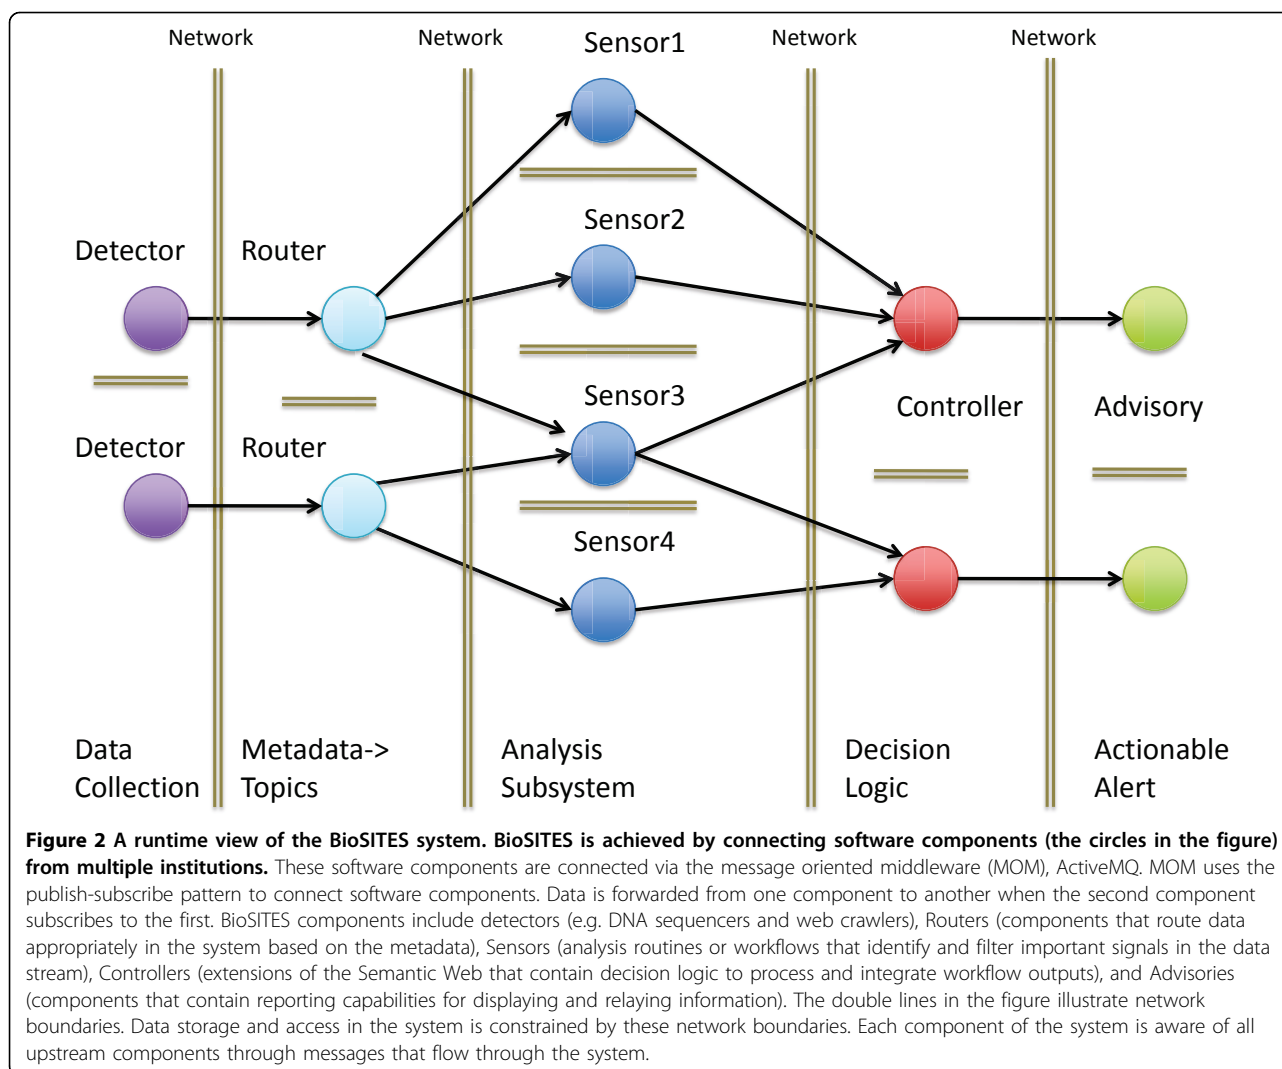 Network
Network
Sensor1
Network
Network
Sensor2
Detector
Router
Sensor3
Controller
Advisory
Detector
Router
Sensor4
Data
Collection
Metadata->
Topics
Analysis
Subsystem
Decision
Logic
Actionable
Alert
Figure 2 A runtime view of the BioSITES system. BioSITES is achieved by connecting software components (the circles in the figure)
from multiple institutions. These software components are connected via the message oriented middleware (MOM), ActiveMQ. MOM uses the
publish-subscribe pattern to connect software components. Data is forwarded from one component to another when the second component
subscribes to the first. BioSITES components include detectors (e.g. DNA sequencers and web crawlers), Routers (components that route data
appropriately in the system based on the metadata), Sensors (analysis routines or workflows that identify and filter important signals in the data
stream), Controllers (extensions of the Semantic Web that contain decision logic to process and integrate workflow outputs), and Advisories
(components that contain reporting capabilities for displaying and relaying information). The double lines in the figure illustrate network
boundaries. Data storage and access in the system is constrained by these network boundaries. Each component of the system is aware of all
upstream components through messages that flow through the system.